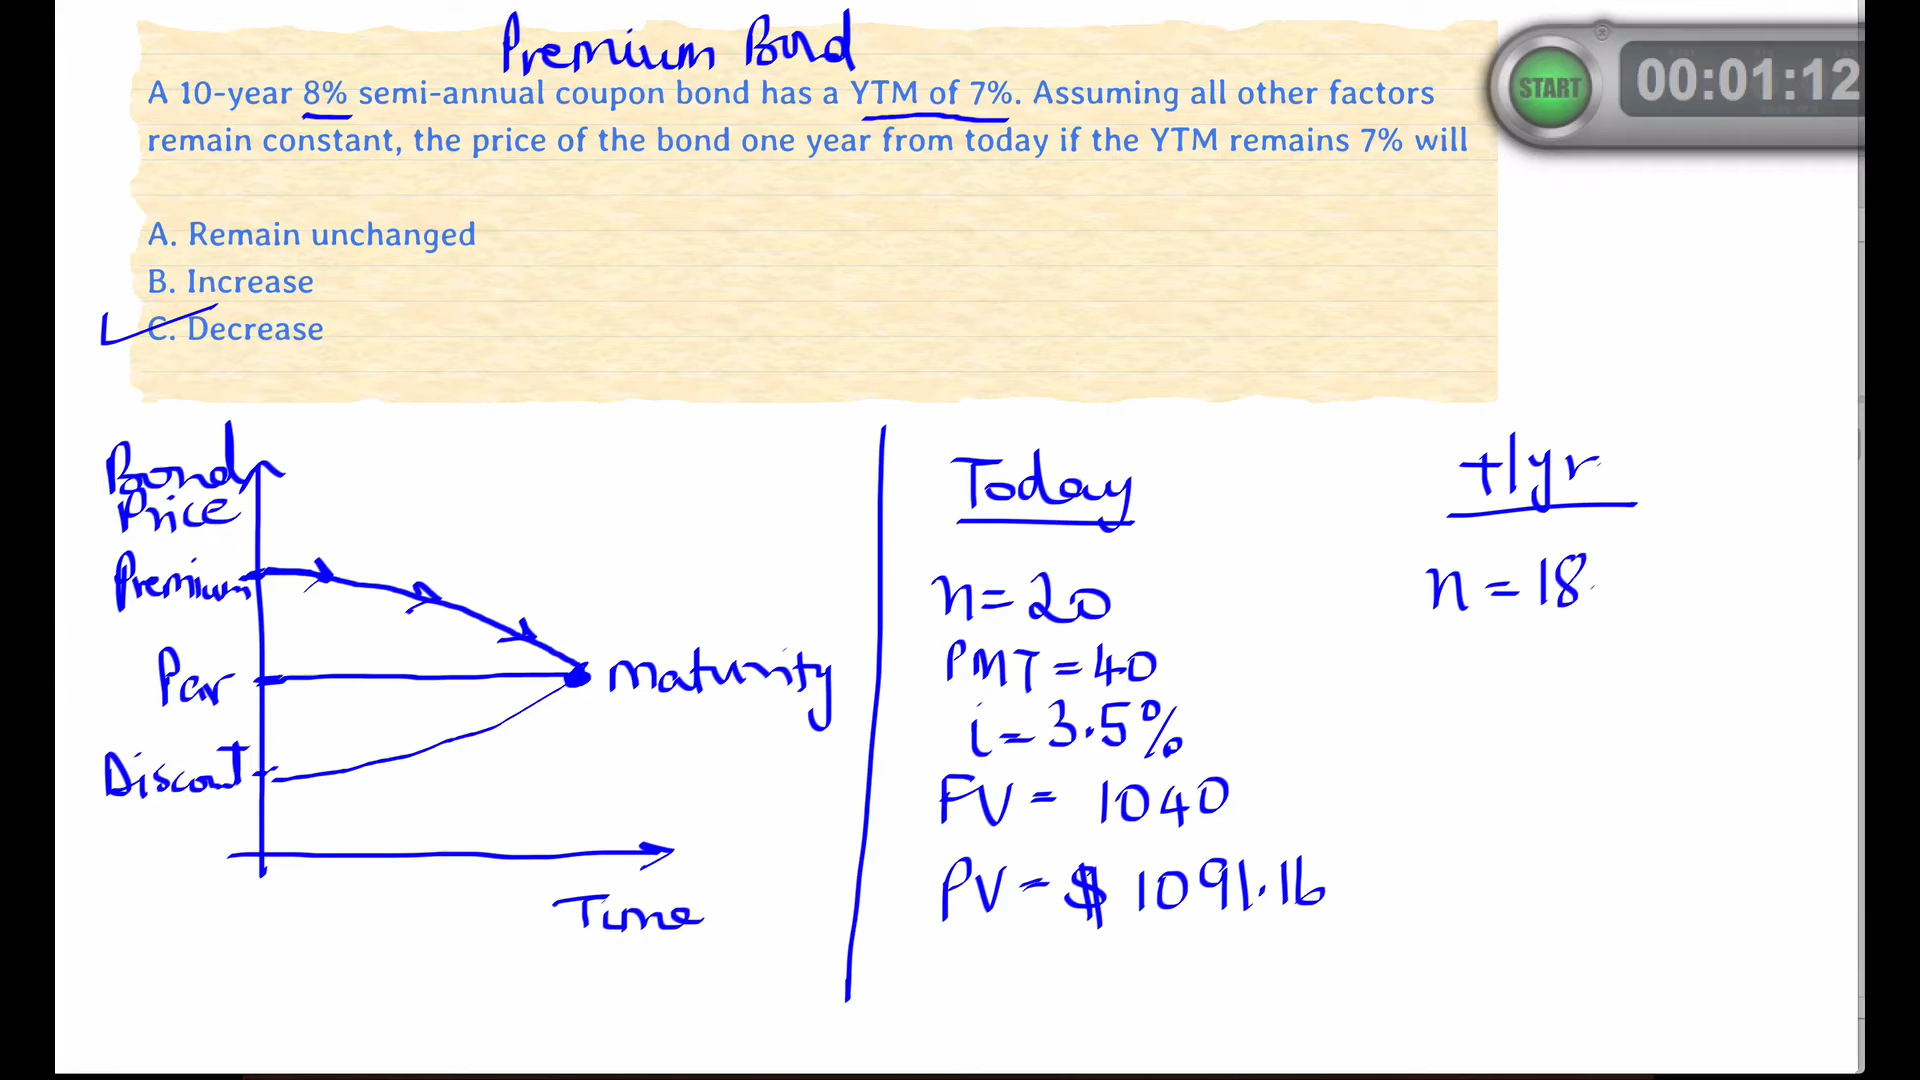 Premium Bond
A 10-year 8% semi-annual coupon bond has a YTM of 7%. Assuming all other factors
remain constant, the price of the bond one year from today if the YTM remains 7% will
A. Remain unchanged
B. Increase
C. Decrease
START
00:01:12
Bond
Price
Premium
Par
Discount
Maturity
Time
Today
n=20
PMT=40
i=3.5%
FV= 1040
PV= $ 1091.16
+1yr
n=18